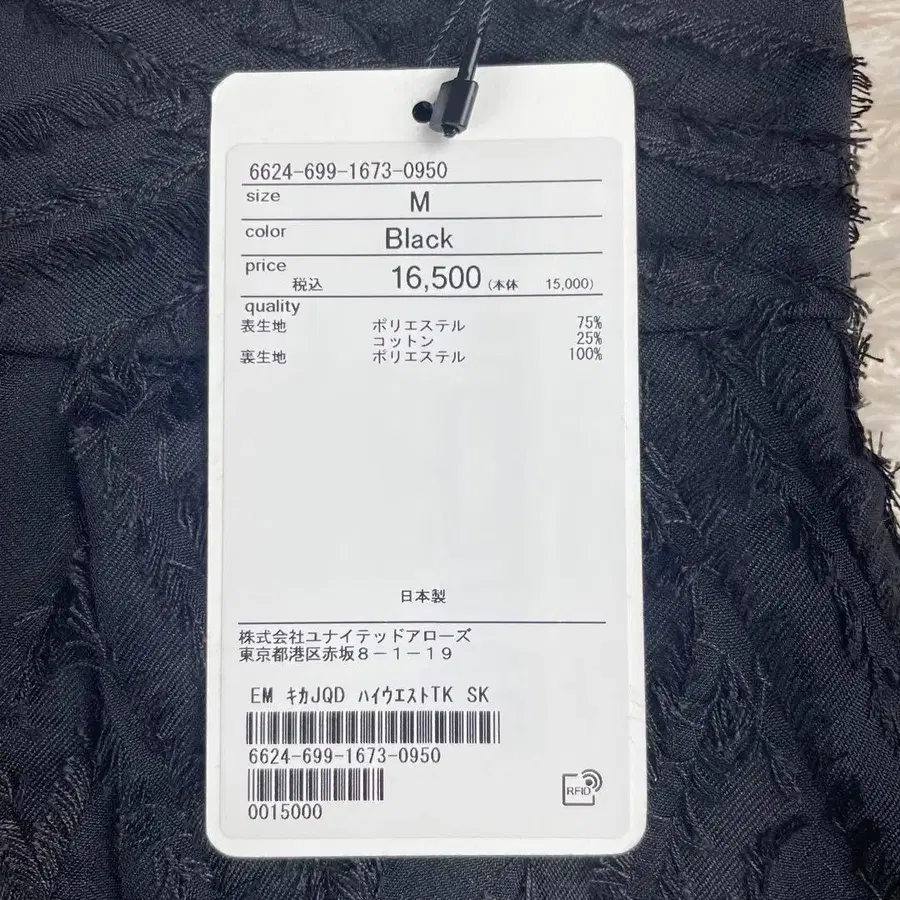 6624-699-1673-0950
size M
color Black
price 税込 16,500 (本体 15,000)
quality
表生地 ポリエステル 75%
コットン 25%
裏生地 ポリエステル 100%
日本製
株式会社ユナイテッドアローズ
東京都港区赤坂8-1-19
EM ｷｶJQD ﾊｲｳｴｽﾄTK SK
6624-699-1673-0950
0015000
RFID